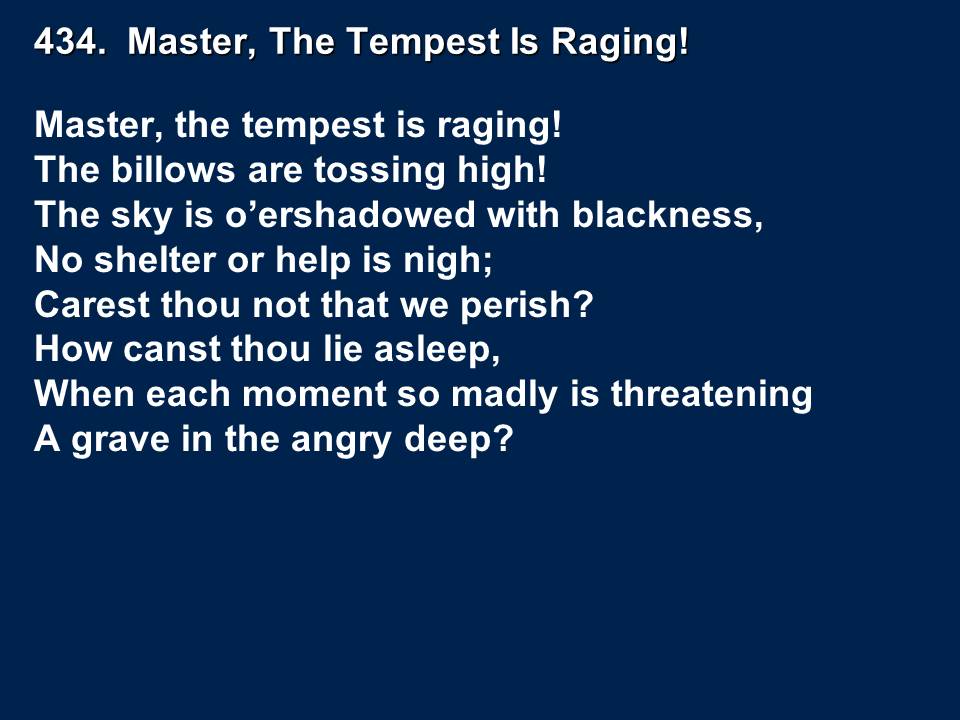 434.  Master, The Tempest Is Raging!
Master, the tempest is raging!
The billows are tossing high!
The sky is o’ershadowed with blackness,
No shelter or help is nigh;
Carest thou not that we perish?
How canst thou lie asleep,
When each moment so madly is threatening
A grave in the angry deep?